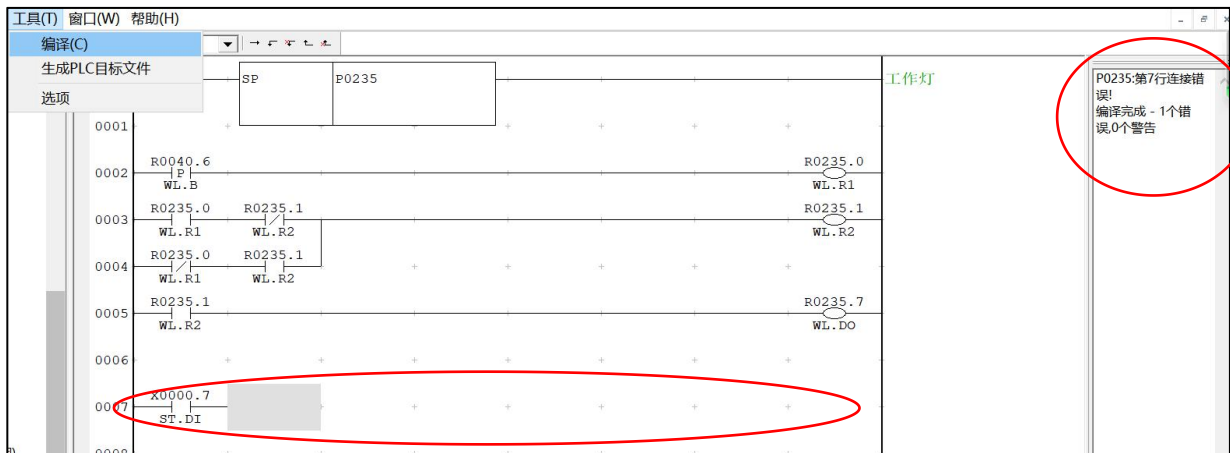 工具(T) 窗口(W) 帮助(H)
编译(C)
生成PLC目标文件
选项
SP P0235 工作灯
P0235:第7行连接错
误!
编译完成 - 1个错
误,0个警告
0001
R0040.6 R0235.0
0002 P
WL.B WL.R1
R0235.0 R0235.1 R0235.1
0003
WL.R1 WL.R2 WL.R2
R0235.0 R0235.1
0004
WL.R1 WL.R2
R0235.1 R0235.7
0005
WL.R2 WL.DO
0006
X0000.7
0007
ST.DI
0008